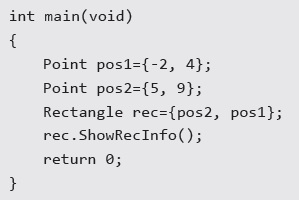 int main(void)
{
    Point pos1={-2, 4};
    Point pos2={5, 9};
    Rectangle rec={pos2, pos1};
    rec.ShowRecInfo();
    return 0;
}